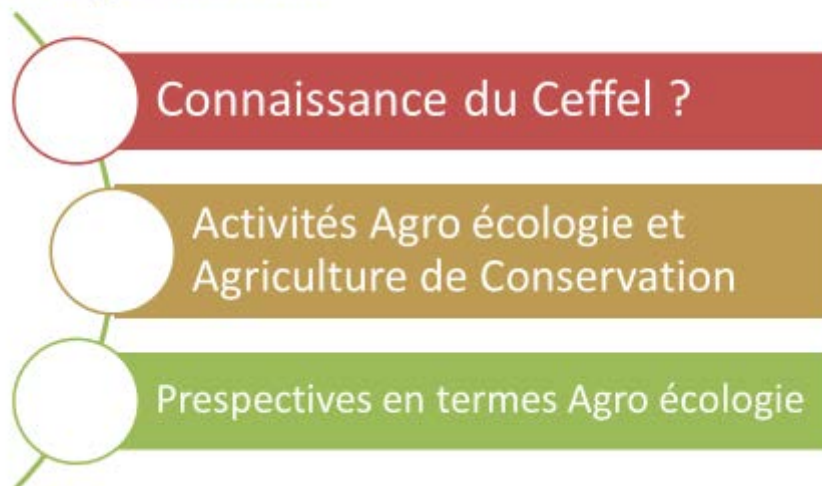 Connaissance du Ceffel ?
Activités Agro écologie et
Agriculture de Conservation
Prespectives en termes Agro écologie